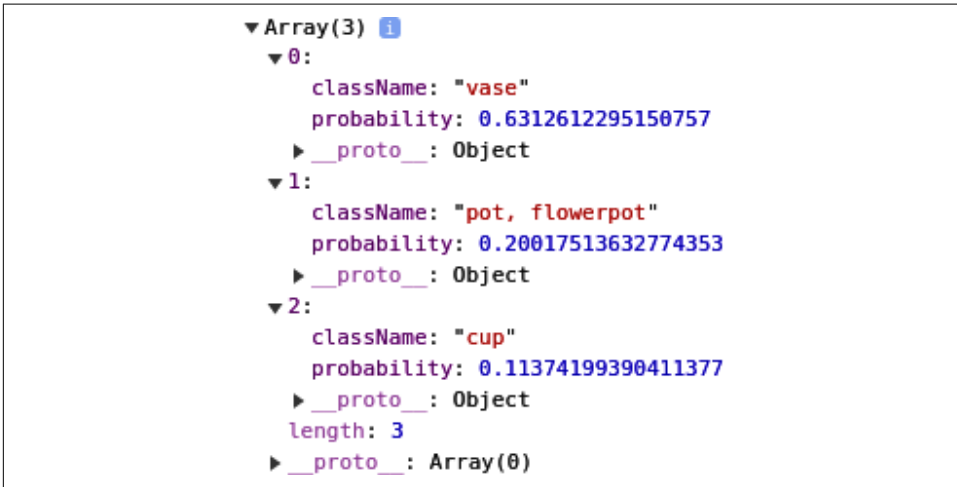 ▼Array(3) i
▼0:
className: "vase"
probability: 0.6312612295150757
▶__proto__: Object
▼1:
className: "pot, flowerpot"
probability: 0.20017513632774353
▶__proto__: Object
▼2:
className: "cup"
probability: 0.11374199390411377
▶__proto__: Object
length: 3
▶__proto__: Array(0)